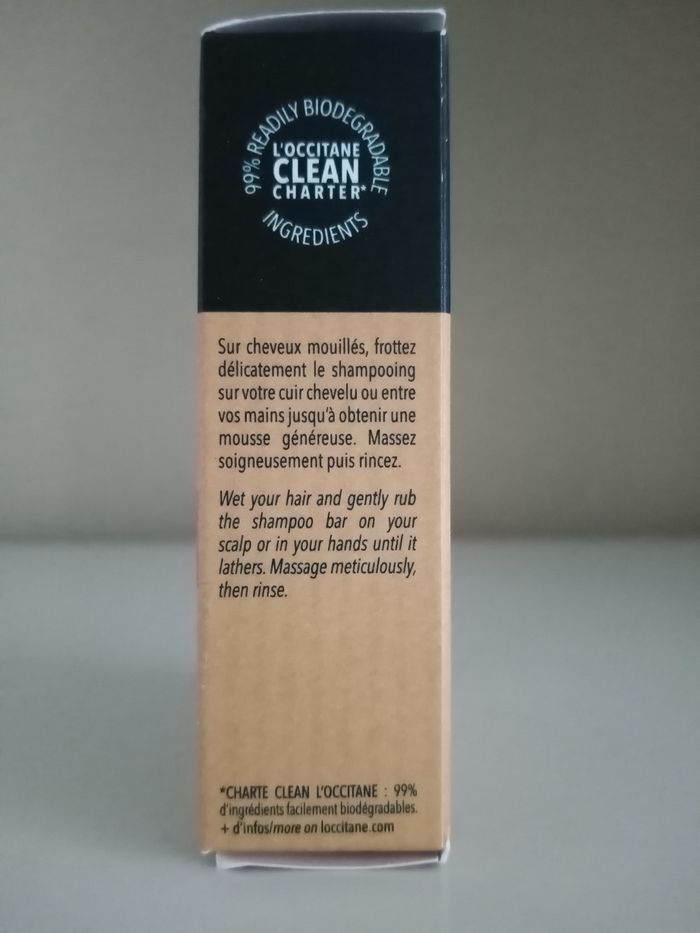 99% READILY BIODEGRADABLE
L'OCCITANE
CLEAN
CHARTER*
INGREDIENTS
Sur cheveux mouillés, frottez
délicatement le shampooing
sur votre cuir chevelu ou entre
vos mains jusqu'à obtenir une
mousse généreuse. Massez
soigneusement puis rincez.
Wet your hair and gently rub
the shampoo bar on your
scalp or in your hands until it
lathers. Massage meticulously,
then rinse.
*CHARTE CLEAN L'OCCITANE : 99%
d'ingrédients facilement biodégradables.
+ d'infos/more on loccitane.com